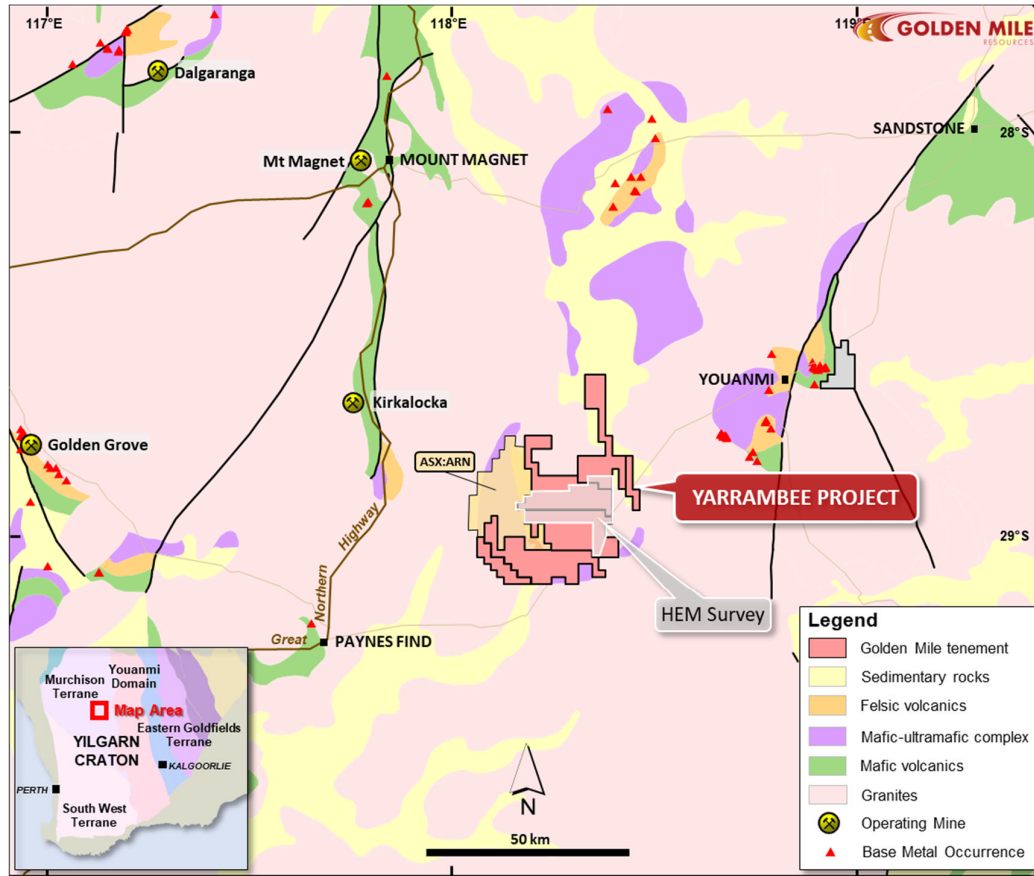 117°E
118°E
119°E
GOLDEN MILE
RESOURCES
Dalgaranga
SANDSTONE
28°S
Mt Magnet
MOUNT MAGNET
YOUANMI
Kirkalocka
Golden Grove
ASX:ARN
YARRAMBEE PROJECT
Highway
29°S
HEM Survey
Northern
Great
PAYNES FIND
Legend
Golden Mile tenement
Sedimentary rocks
Felsic volcanics
Mafic-ultramafic complex
Mafic volcanics
Granites
Operating Mine
Base Metal Occurrence
Murchison
Terrane
Youanmi
Domain
Map Area
Eastern Goldfields
Terrane
YILGARN
CRATON
KALGOORLIE
PERTH
South West
Terrane
N
50 km